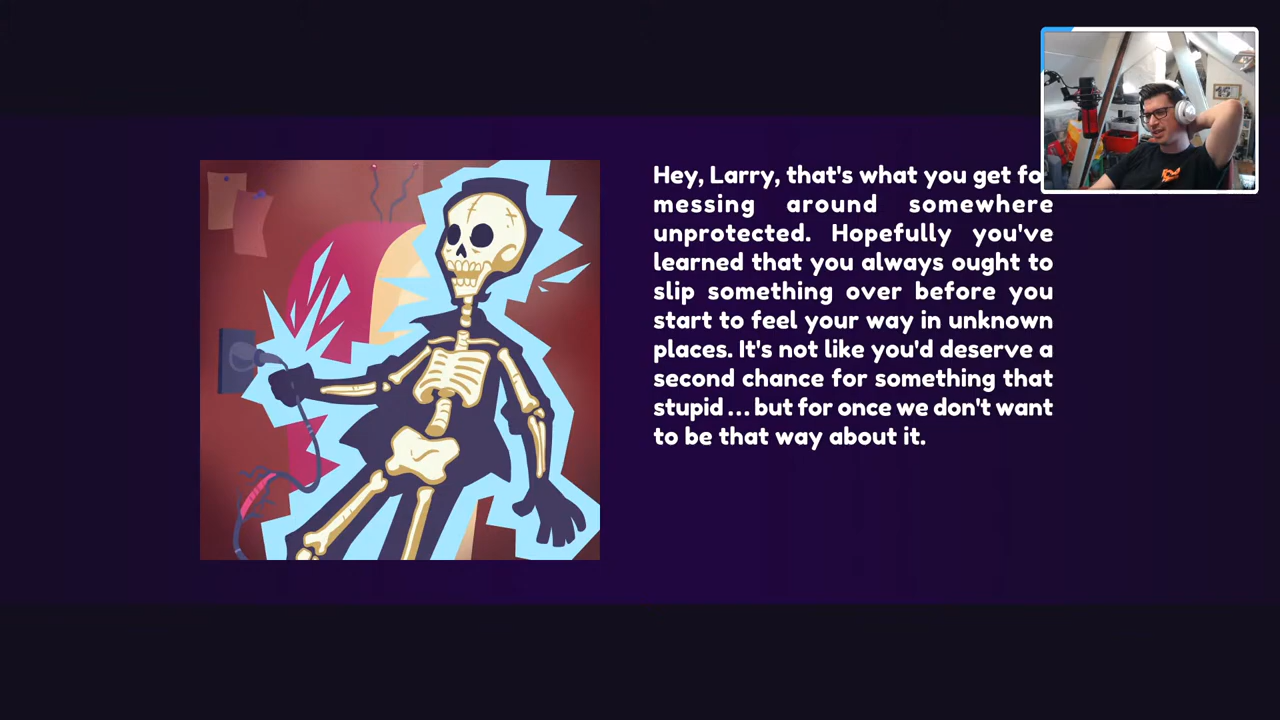 Hey, Larry, that's what you get fo
messing around somewhere
unprotected. Hopefully you've
learned that you always ought to
slip something over before you
start to feel your way in unknown
places. It's not like you'd deserve a
second chance for something that
stupid ... but for once we don't want
to be that way about it.